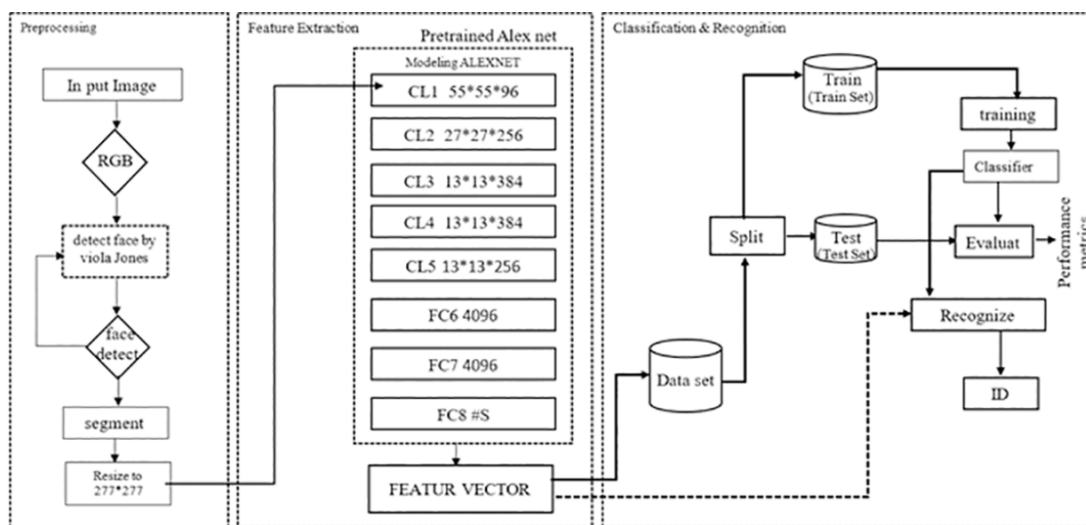 Preprocessing
In put Image
RGB
detect face by
viola Jones
face
detect
segment
Resize to
277*277
Feature Extraction
Pretrained Alex net
Modeling ALEXNET
CL1 55*55*96
CL2 27*27*256
CL3 13*13*384
CL4 13*13*384
CL5 13*13*256
FC6 4096
FC7 4096
FC8 #S
FEATUR VECTOR
Classification & Recognition
Train
(Train Set)
training
Classifier
Split
Test
(Test Set)
Evaluat
Performance
metrics
Recognize
Data set
ID